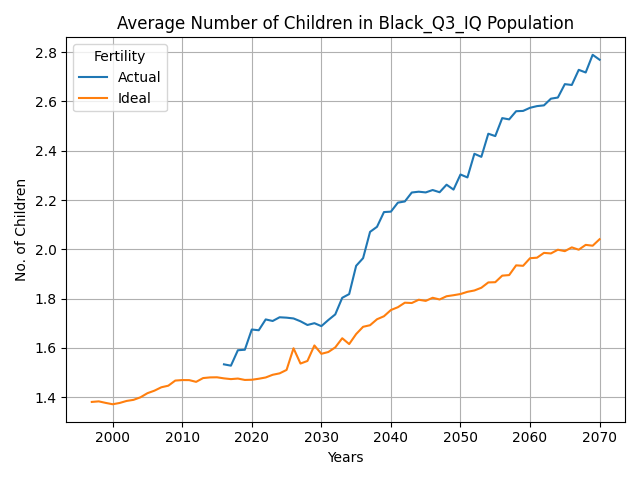 Average Number of Children in Black_Q3_IQ Population
Fertility
Actual
Ideal
No. of Children
2.8
2.6
2.4
2.2
2.0
1.8
1.6
1.4
2000 2010 2020 2030 2040 2050 2060 2070
Years